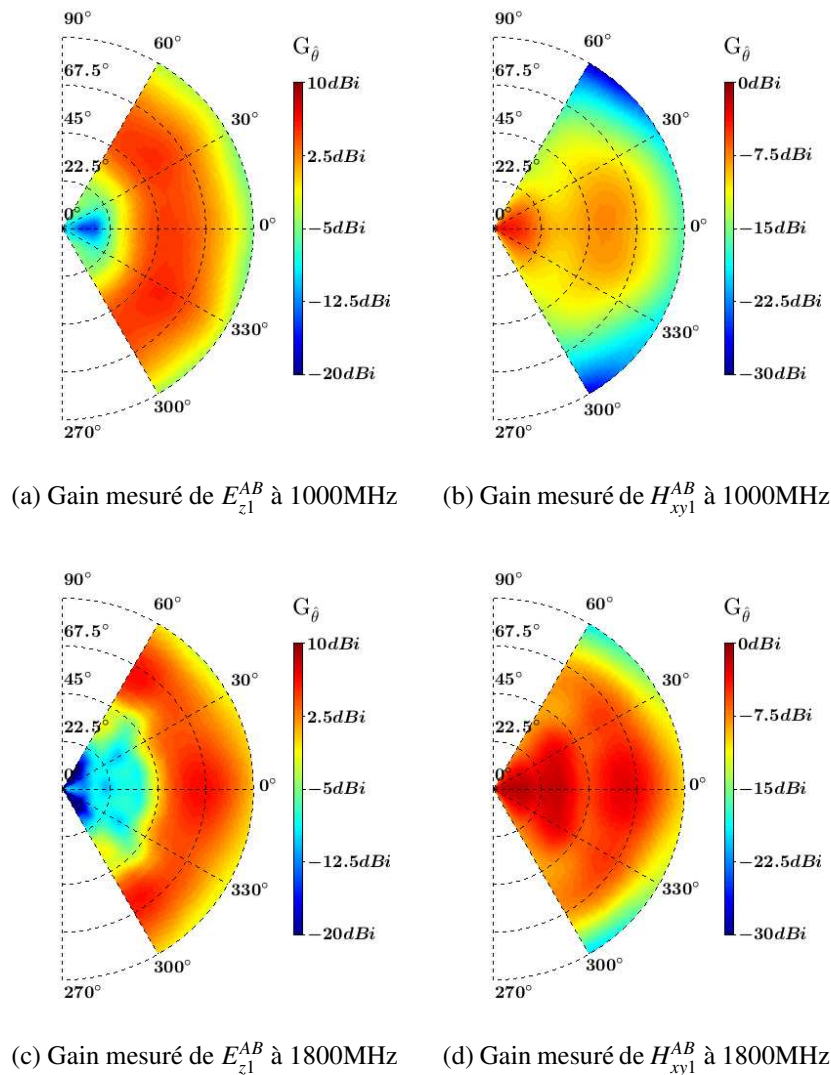 90°
60°
67.5°
45°
30°
22.5°
0°
0°
330°
300°
270°
G_θ̂
10dBi
2.5dBi
−5dBi
−12.5dBi
−20dBi
90°
60°
67.5°
45°
30°
22.5°
0°
0°
330°
300°
270°
G_θ̂
0dBi
−7.5dBi
−15dBi
−22.5dBi
−30dBi
(a) Gain mesuré de E_{z1}^{AB} à 1000MHz
(b) Gain mesuré de H_{xy1}^{AB} à 1000MHz
90°
60°
67.5°
45°
30°
22.5°
0°
0°
330°
300°
270°
G_θ̂
10dBi
2.5dBi
−5dBi
−12.5dBi
−20dBi
90°
60°
67.5°
45°
30°
22.5°
0°
0°
330°
300°
270°
G_θ̂
0dBi
−7.5dBi
−15dBi
−22.5dBi
−30dBi
(c) Gain mesuré de E_{z1}^{AB} à 1800MHz
(d) Gain mesuré de H_{xy1}^{AB} à 1800MHz